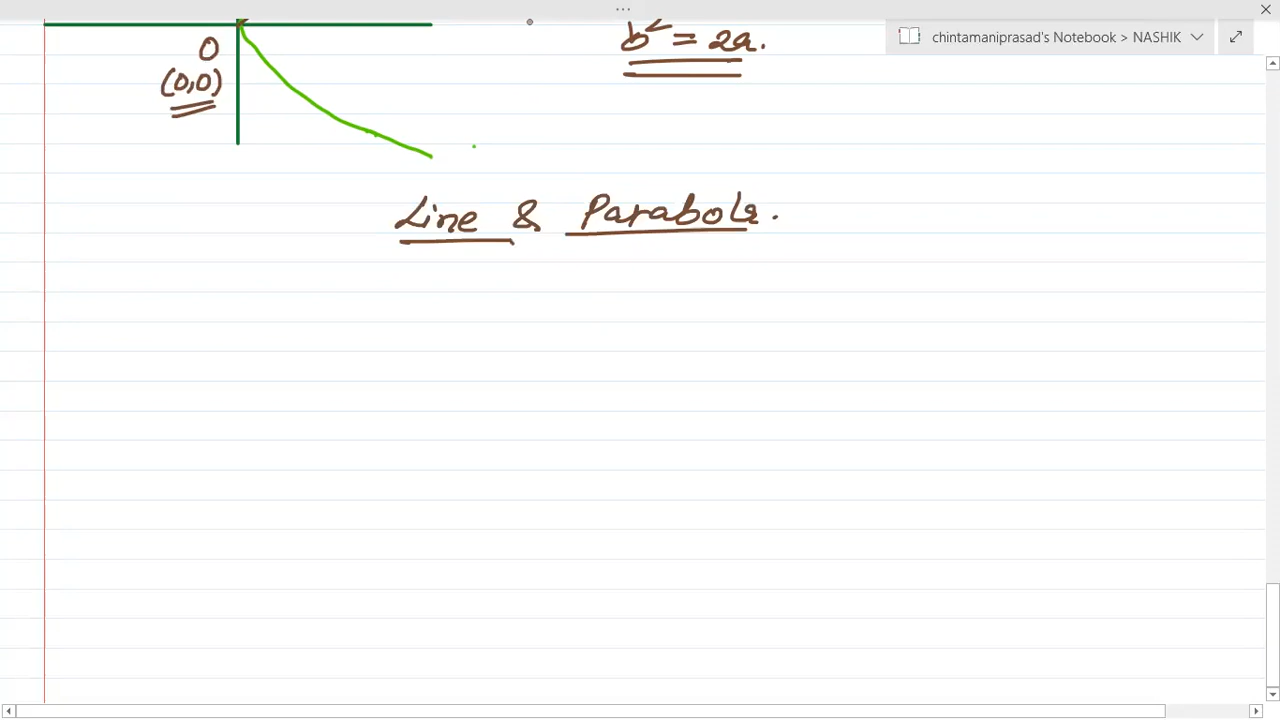 chintamaniprasad's Notebook > NASHIK
b² = 2a.
0
(0,0)
Line & Parabola.